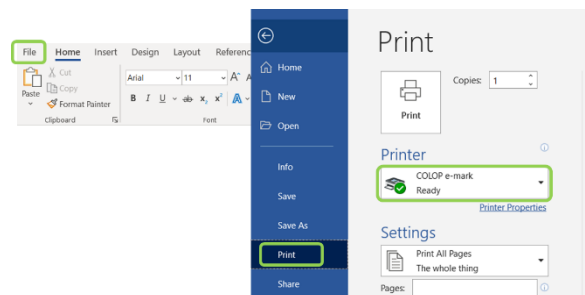 File Home Insert Design Layout Referenc
Cut
Copy
Format Painter
Paste
Clipboard
Arial 11 A A
B I U ab x₂ x² A
Font
Home
New
Open
Info
Save
Save As
Print
Share
Print
Copies: 1
Print
Printer
COLOP e-mark
Ready
Printer Properties
Settings
Print All Pages
The whole thing
Pages: